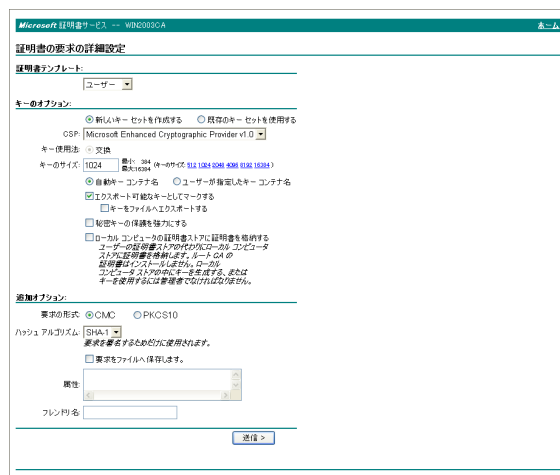 Microsoft 証明書サービス -- WIN2003CA ホーム
証明書の要求の詳細設定
証明書テンプレート:
ユーザー
キーのオプション:
新しいキー セットを作成する 既存のキー セットを使用する
CSP: Microsoft Enhanced Cryptographic Provider v1.0
キー使用法: 交換
キーのサイズ: 1024 最小: 384 最大:16384 (キーのサイズ: 512 1024 2048 4096 8192 16384 )
自動キー コンテナ名 ユーザーが指定したキー コンテナ名
エクスポート可能なキーとしてマークする
キーをファイルへエクスポートする
秘密キーの保護を強力にする
ローカル コンピュータの証明書ストアに証明書を格納する
ユーザーの証明書ストアの代わりにローカル コンピュータ
ストアに証明書を格納します。ルート CA の
証明書はインストールしません。ローカル
コンピュータ ストアの中にキーを生成する、または
キーを使用するには管理者でなければなりません。
追加オプション:
要求の形式: CMC PKCS10
ハッシュ アルゴリズム: SHA-1
要求を署名するためだけに使用されます。
要求をファイルへ保存します。
属性:
フレンドリ名:
送信 >